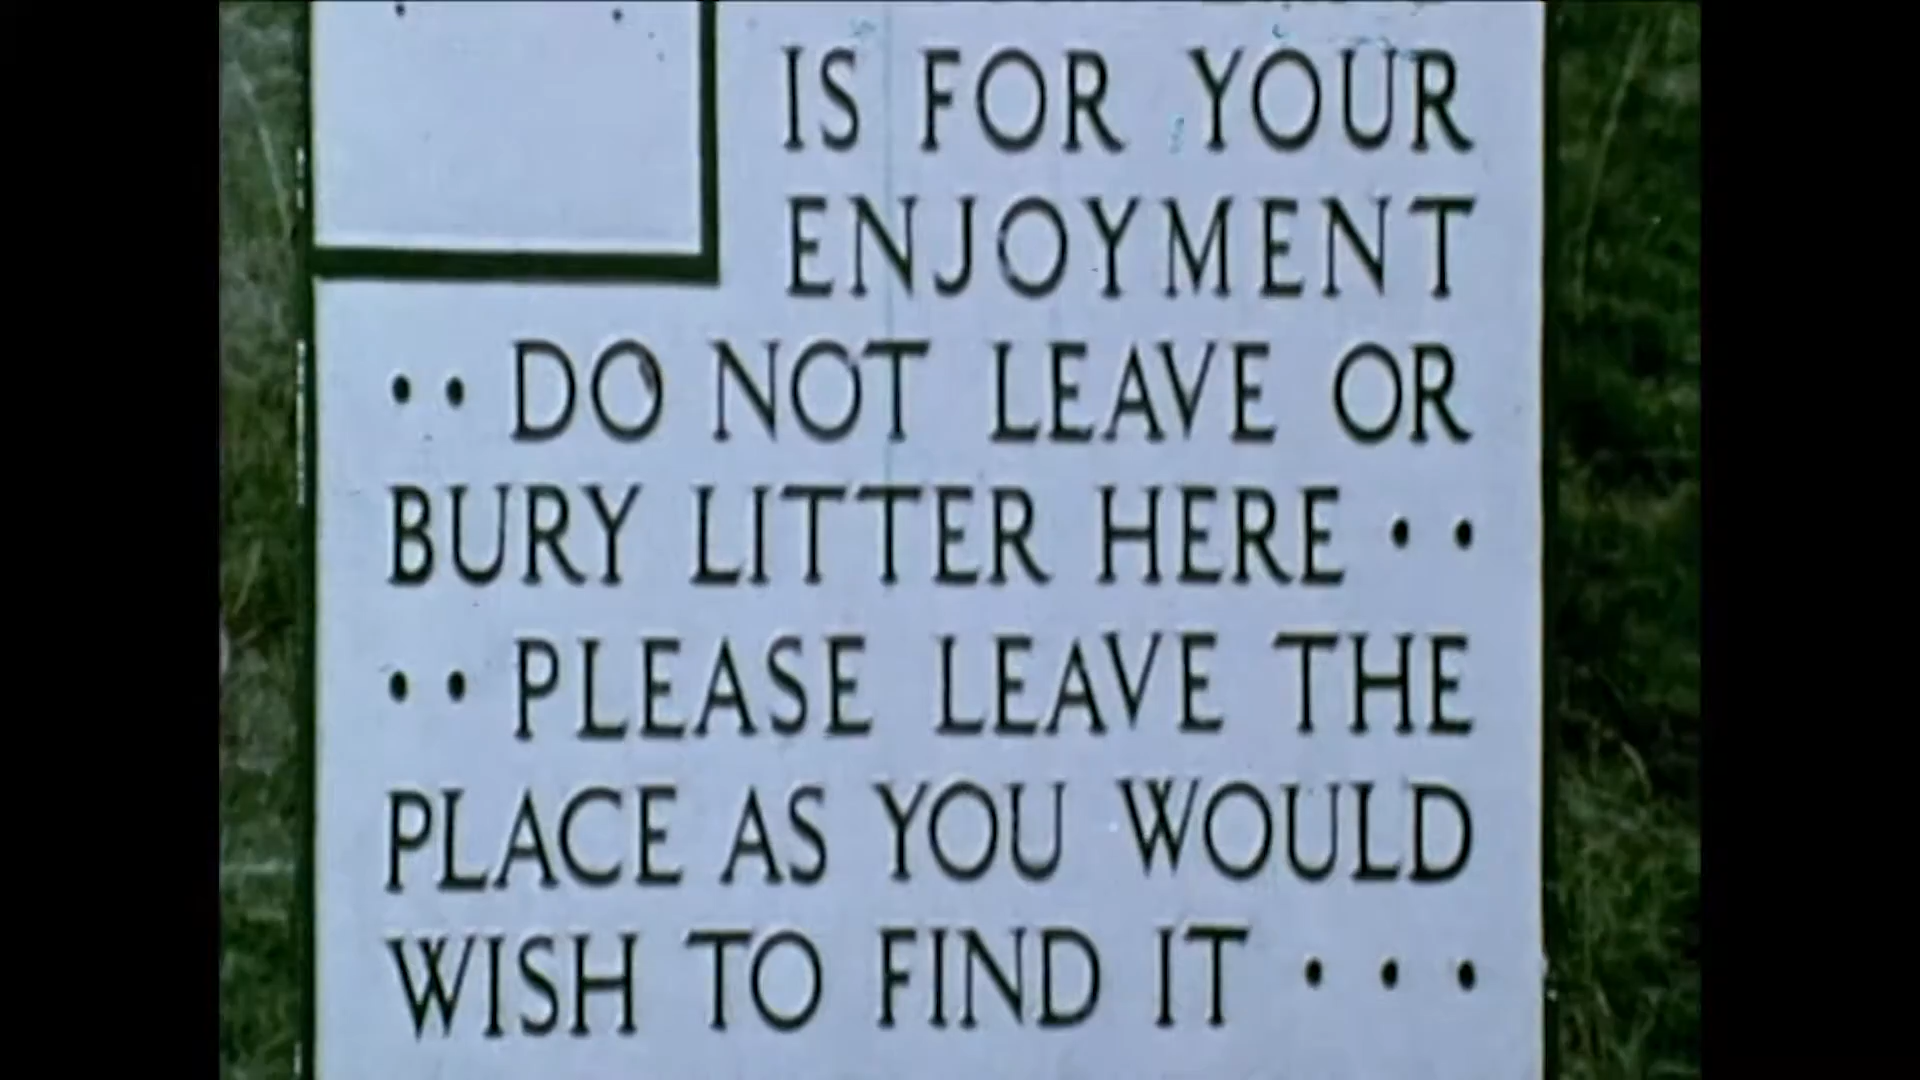 IS FOR YOUR
ENJOYMENT
•• DO NOT LEAVE OR
BURY LITTER HERE ••
•• PLEASE LEAVE THE
PLACE AS YOU WOULD
WISH TO FIND IT •••